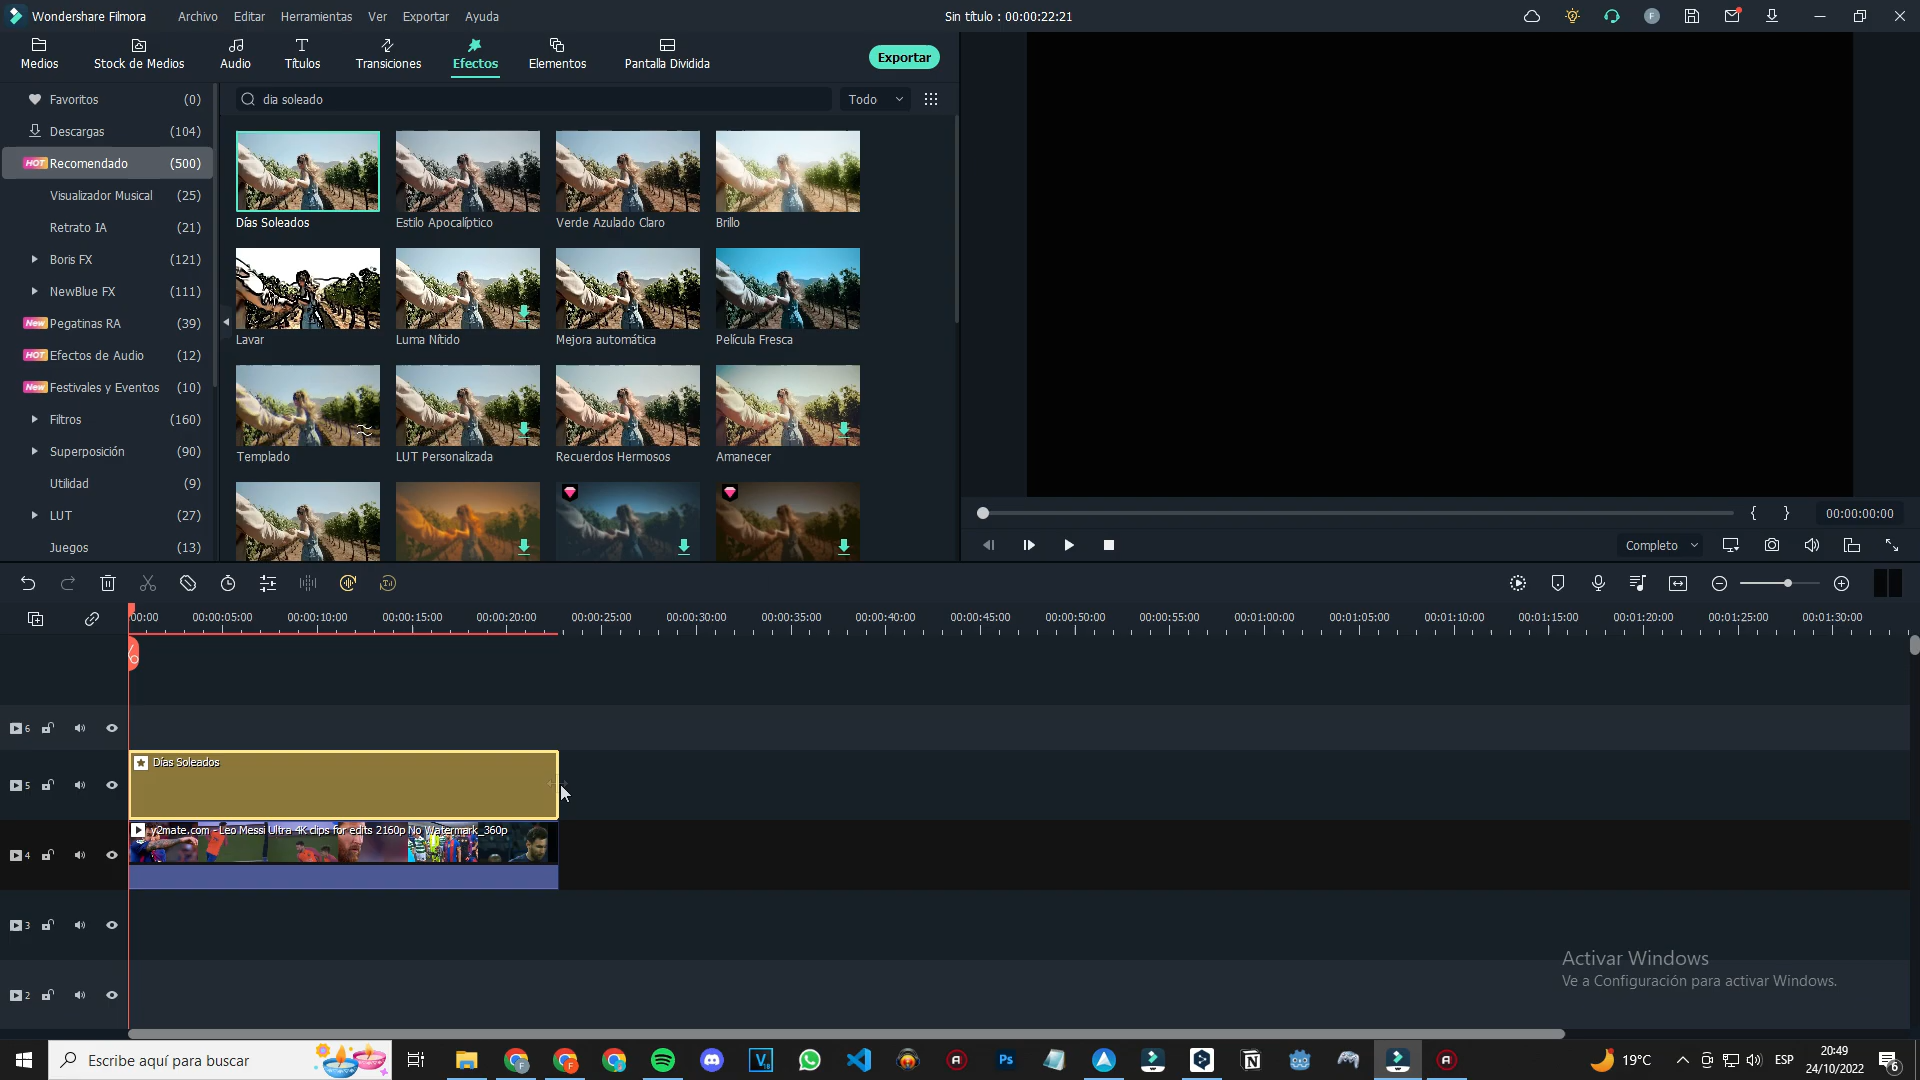 Wondershare Filmora
Archivo Editar Herramientas Ver Exportar Ayuda
Sin título : 00:00:22:21
Medios
Stock de Medios
Audio
Títulos
Transiciones
Efectos
Elementos
Pantalla Dividida
Exportar
Favoritos (0)
Descargas (104)
HOT Recomendado (500)
Visualizador Musical (25)
Retrato IA (21)
Boris FX (121)
NewBlue FX (111)
New Pegatinas RA (39)
HOT Efectos de Audio (12)
New Festivales y Eventos (10)
Filtros (160)
Superposición (90)
Utilidad (9)
LUT (27)
Juegos (13)
dia soleado
Todo
Días Soleados
Estilo Apocalíptico
Verde Azulado Claro
Brillo
Lavar
Luma Nítido
Mejora automática
Película Fresca
Templado
LUT Personalizada
Recuerdos Hermosos
Amanecer
{ }
00:00:00:00
Completo
00:00 00:00:05:00 00:00:10:00 00:00:15:00 00:00:20:00 00:00:25:00 00:00:30:00 00:00:35:00 00:00:40:00 00:00:45:00 00:00:50:00 00:00:55:00 00:01:00:00 00:01:05:00 00:01:10:00 00:01:15:00 00:01:20:00 00:01:25:00 00:01:30:00
6
5
Días Soleados
4
y2mate.com - Leo Messi Ultra 4K clips for edits 2160p No Watermark_360p
3
2
Activar Windows
Ve a Configuración para activar Windows.
Escribe aquí para buscar
19°C
ESP
20:49
24/10/2022
6